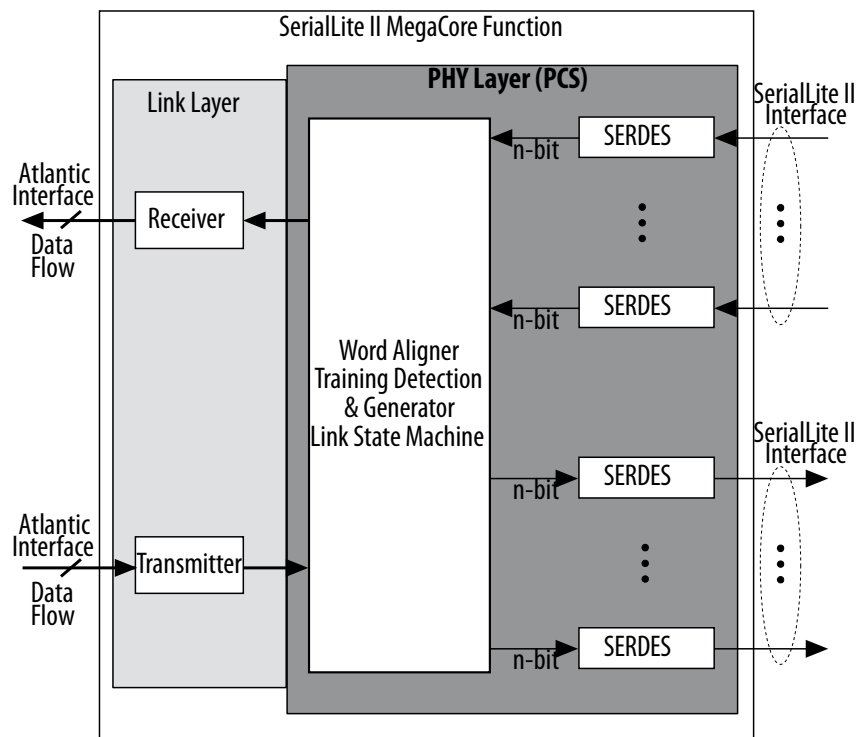 SerialLite II MegaCore Function
PHY Layer (PCS)
Link Layer
SerialLite II
Interface
SERDES
n-bit
Atlantic
Interface
Receiver
Data
Flow
SERDES
n-bit
Word Aligner
Training Detection
& Generator
Link State Machine
SerialLite II
Interface
SERDES
n-bit
Atlantic
Interface
Transmitter
Data
Flow
SERDES
n-bit